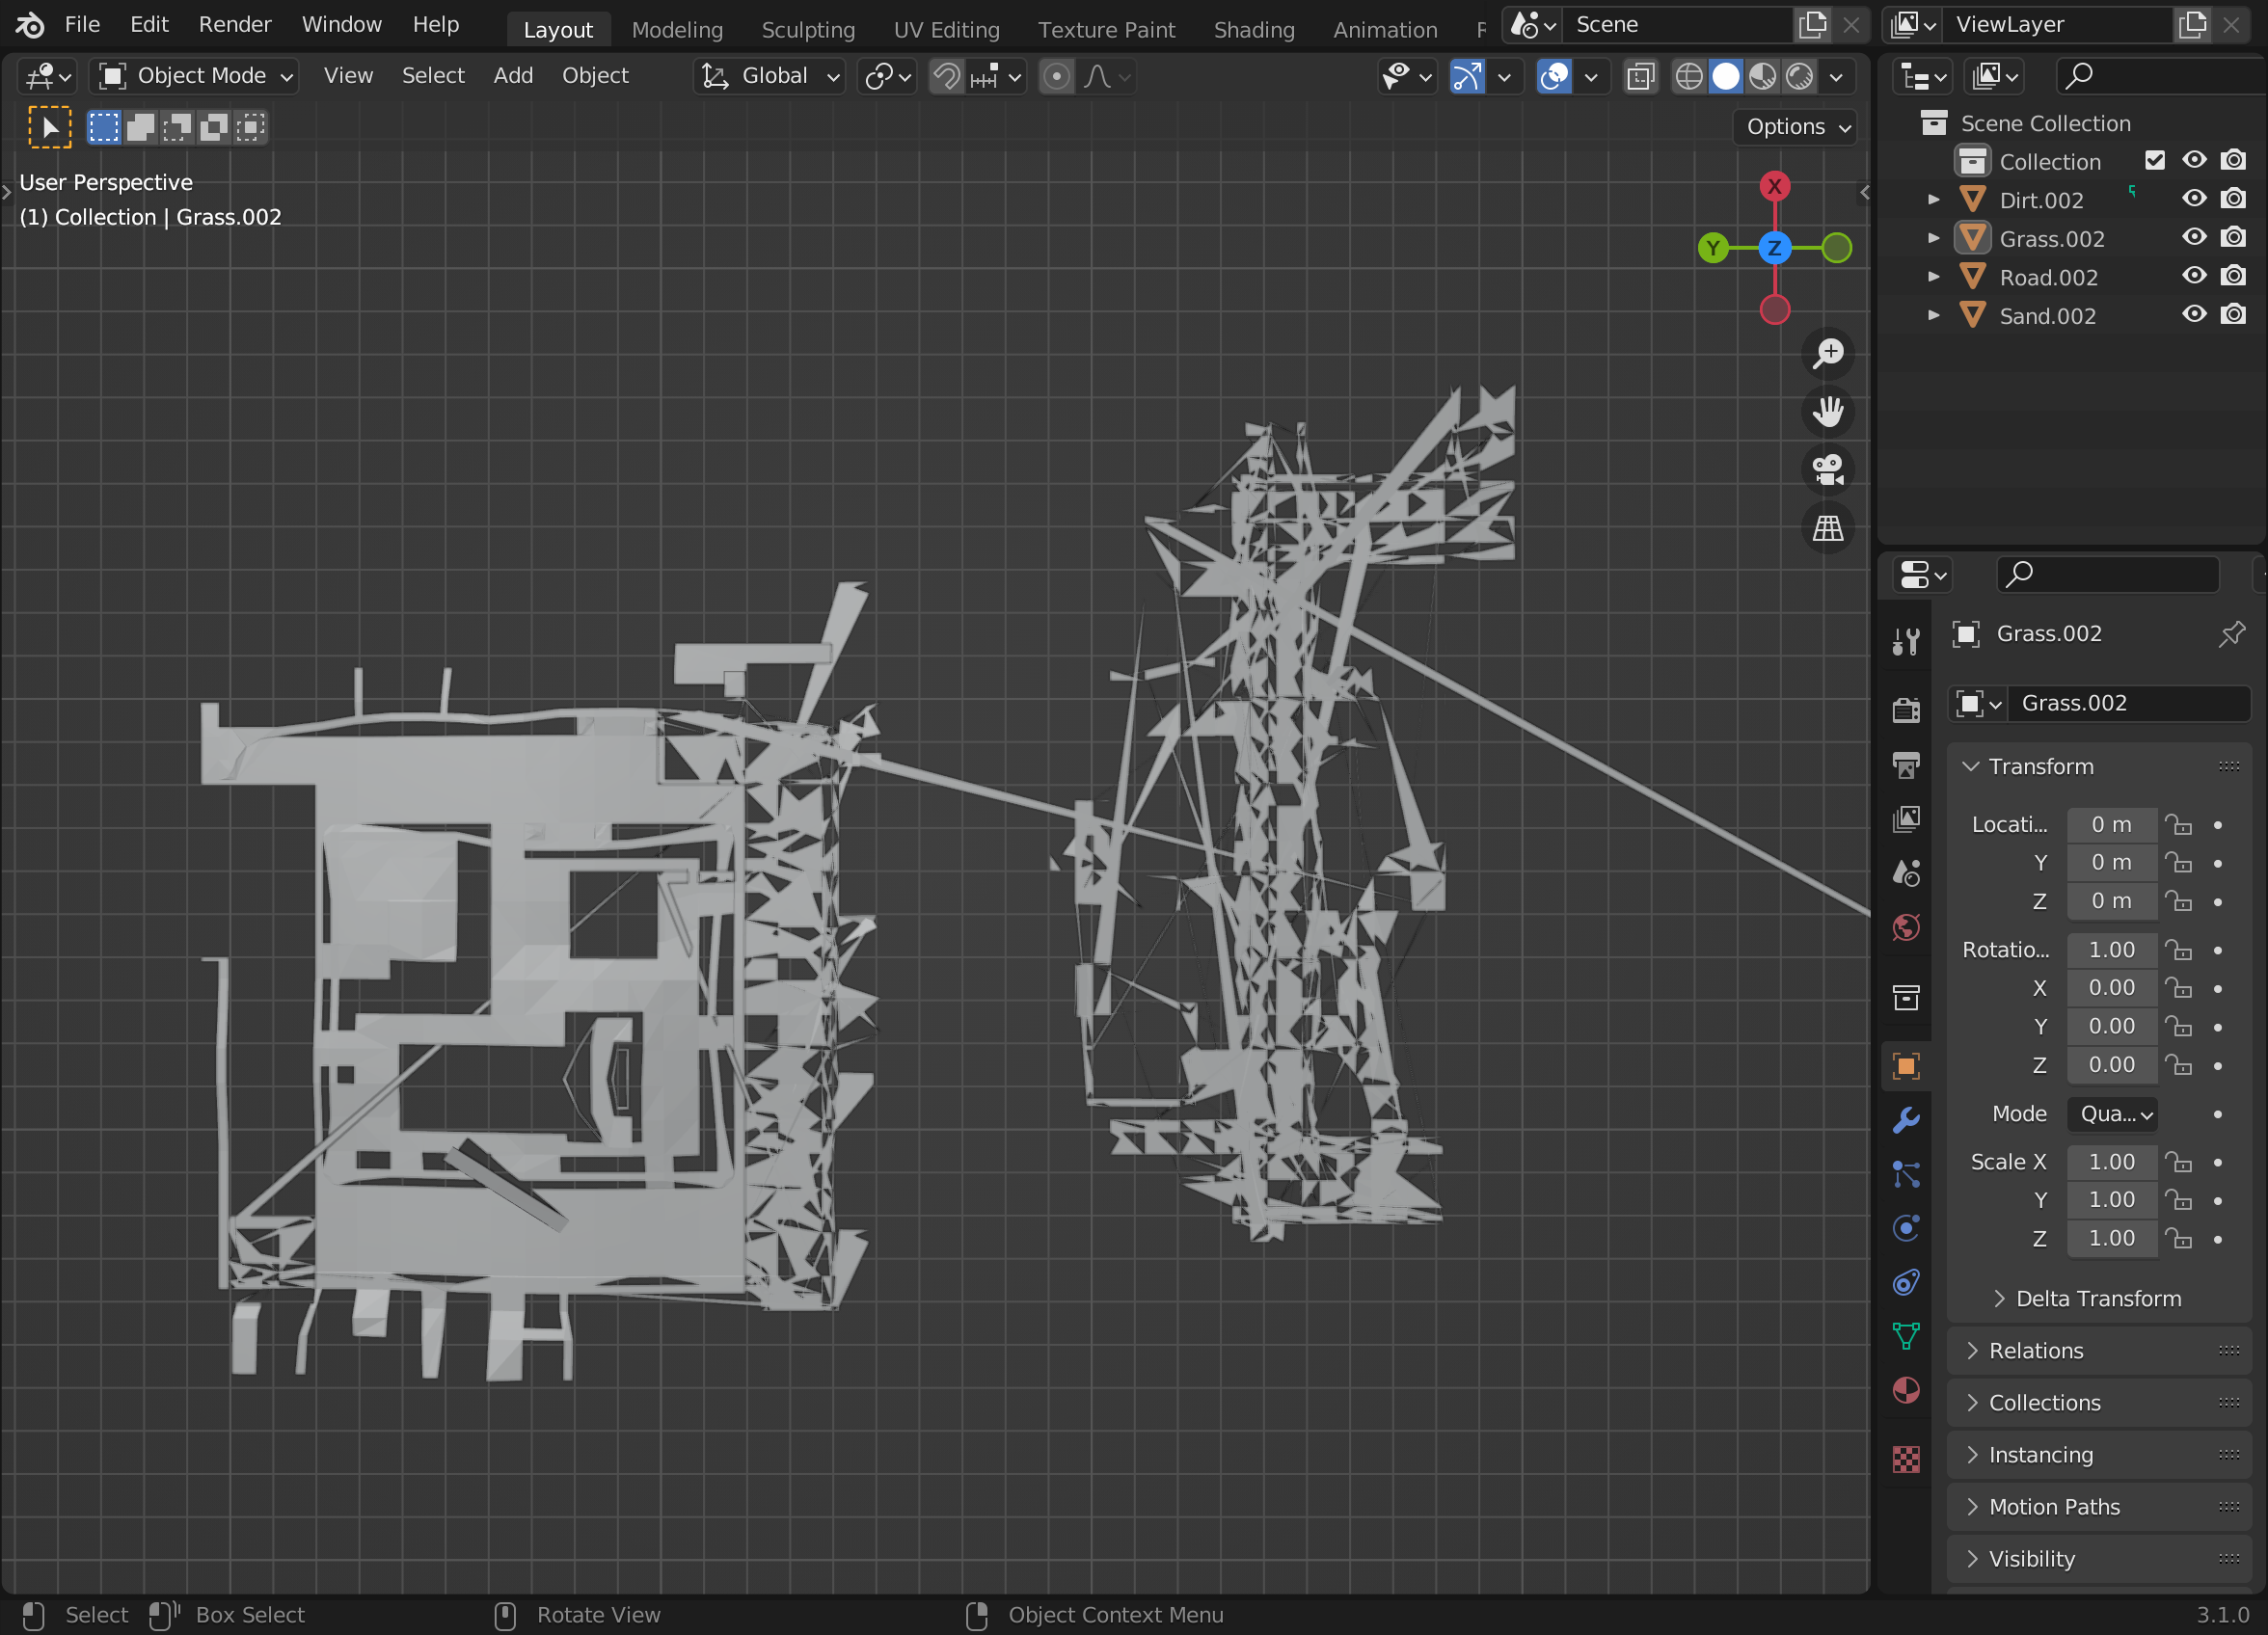 File Edit Render Window Help Layout Modeling Sculpting UV Editing Texture Paint Shading Animation Scene ViewLayer
Object Mode View Select Add Object Global
Options
User Perspective
(1) Collection | Grass.002
X
Y Z
Scene Collection
Collection
Dirt.002
Grass.002
Road.002
Sand.002
Grass.002
Grass.002
Transform
Locati... 0 m
Y 0 m
Z 0 m
Rotatio... 1.00
X 0.00
Y 0.00
Z 0.00
Mode Qua...
Scale X 1.00
Y 1.00
Z 1.00
Delta Transform
Relations
Collections
Instancing
Motion Paths
Visibility
Select Box Select Rotate View Object Context Menu 3.1.0